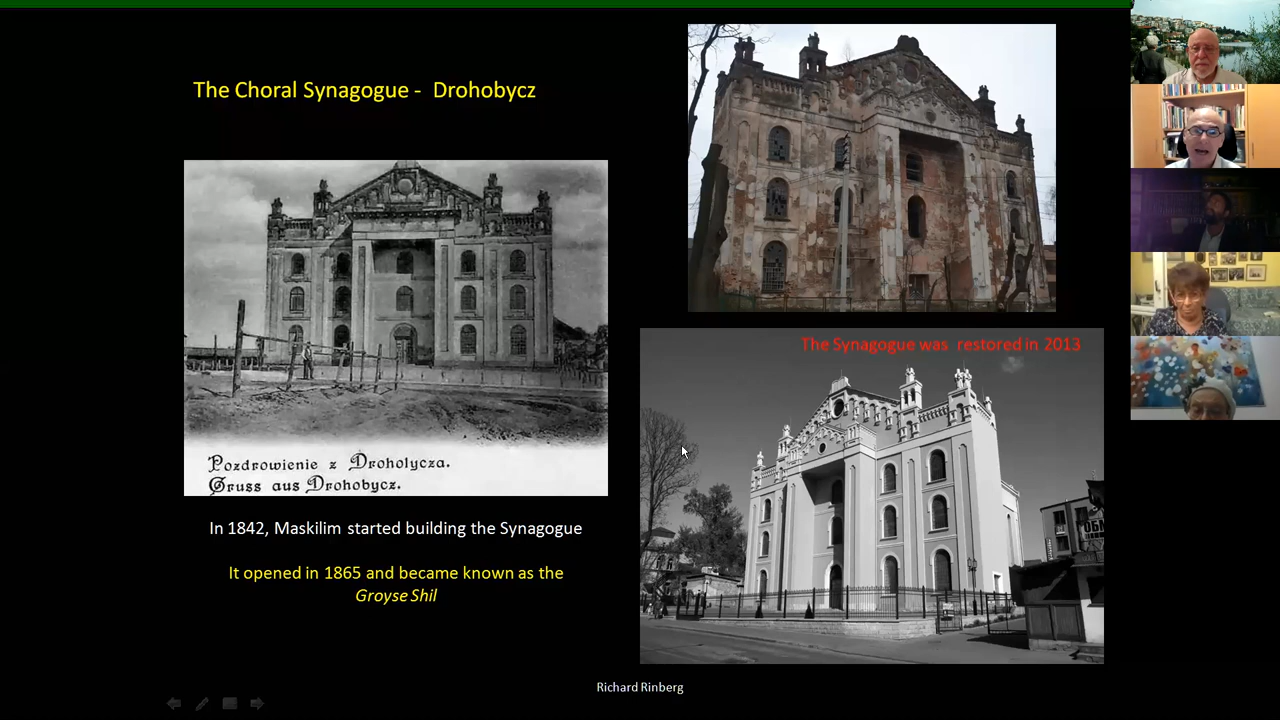 The Choral Synagogue - Drohobycz
Pozdrowienie z Drohobycza.
Gruss aus Drohobycz.
In 1842, Maskilim started building the Synagogue
It opened in 1865 and became known as the
Groyse Shil
The Synagogue was restored in 2013
Richard Rinberg